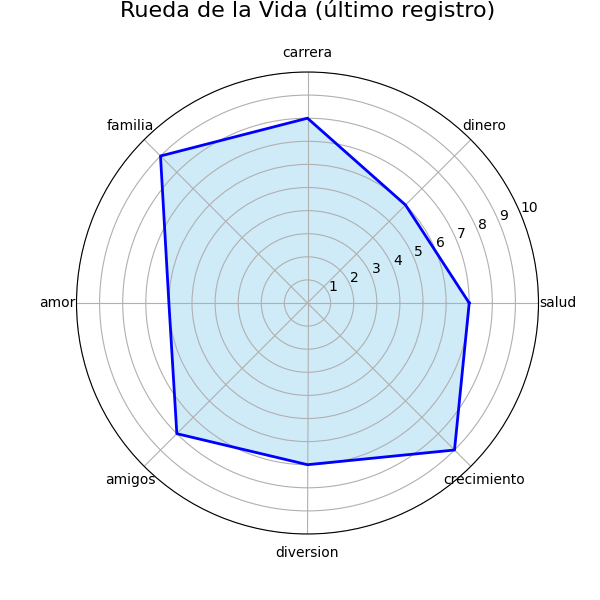 Rueda de la Vida (último registro)
carrera
familia
dinero
10
9
8
7
6
5
4
3
2
1
amor
salud
amigos
crecimiento
diversion